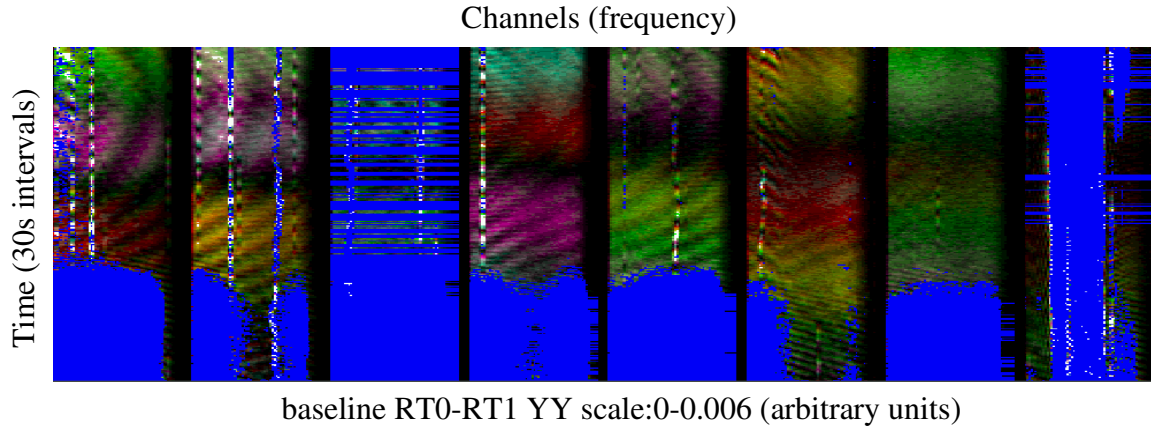 Channels (frequency)
Time (30s intervals)
baseline RT0-RT1 YY scale:0-0.006 (arbitrary units)